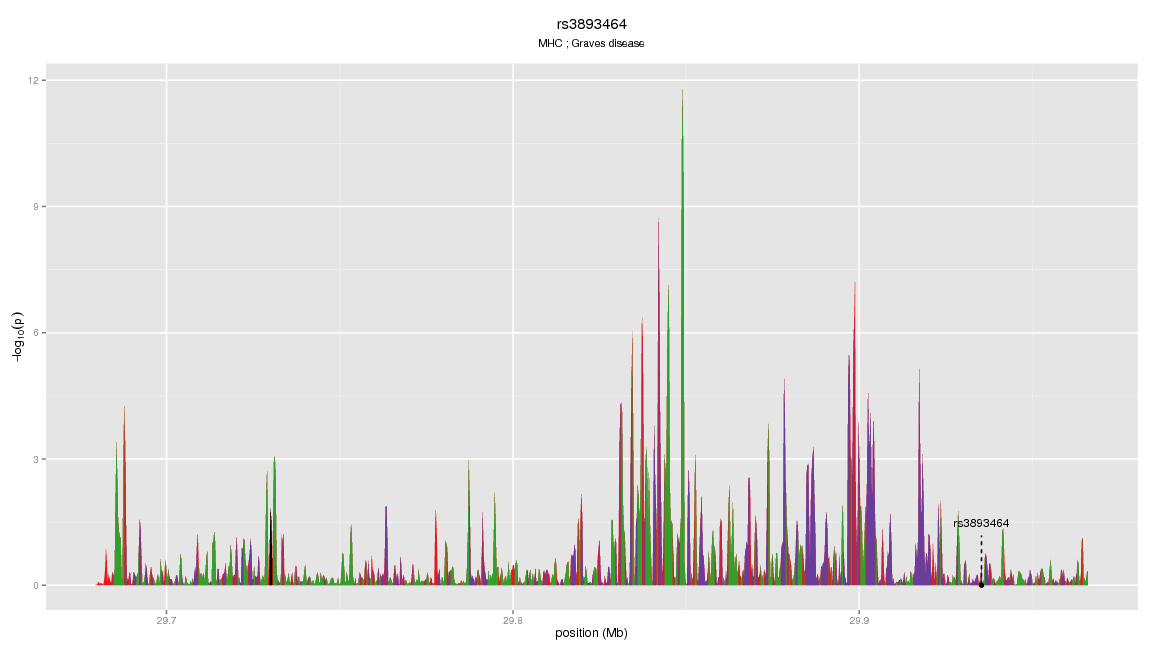 rs3893464
MHC ; Graves disease
12
9
6
3
0
−log10(p)
rs3893464
29.7
29.8
29.9
position (Mb)